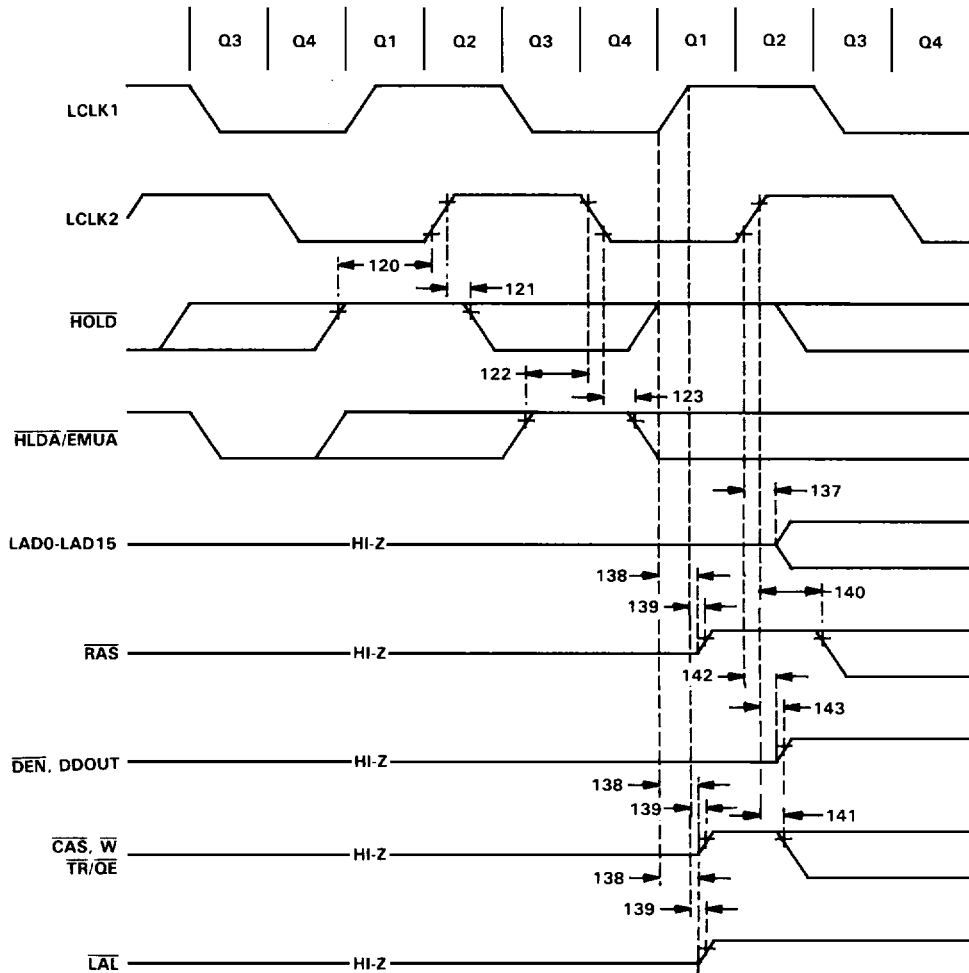 Q3 Q4 Q1 Q2 Q3 Q4 Q1 Q2 Q3 Q4
LCLK1
LCLK2
120
121
HOLD
122
123
HLDA/EMUA
137
LAD0-LAD15 HI-Z
138
140
139
RAS HI-Z
142
143
DEN, DDOUT HI-Z
138
139
141
CAS, W
TR/QE HI-Z
138
139
LAL HI-Z